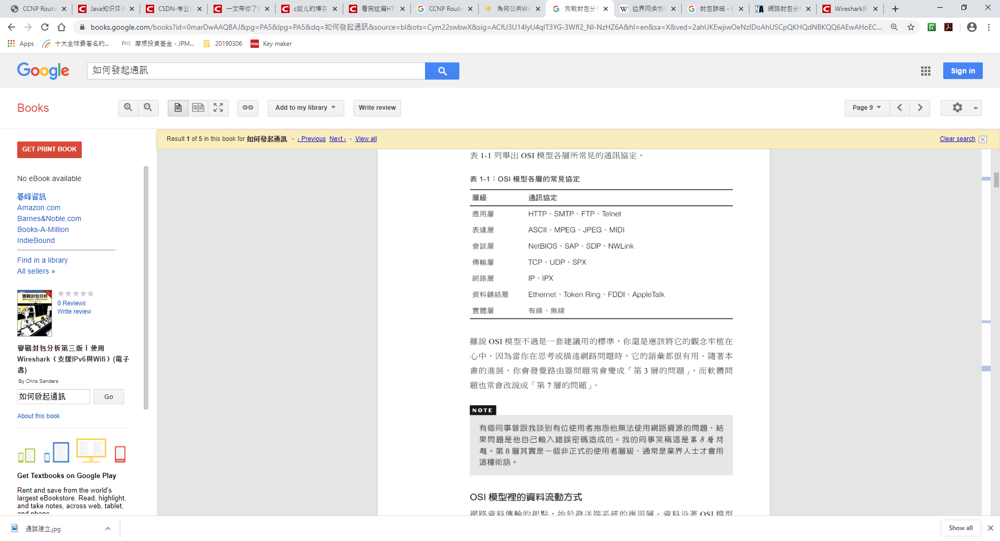 CCNP Routin
Java知识体系
CSDN-专业I
一文带你了解
c旋儿的博客
看完这篇HT
CCNP Routin
為何公共Wif
實戰封包分析
边界网关协议
封包詳細 - G
網路封包分析
Wireshark抓
books.google.com/books?id=0marDwAAQBAJ&pg=PA5&lpg=PA5&dq=如何發起通訊&source=bl&ots=Cym22swbwX&sig=ACfU3U14lyU4qlT3YG-3Wfl2_NI-NzHZ6A&hl=en&sa=X&ved=2ahUKEwjiwOeNzIDoAhUSCpQKHQdNBKQQ6AEwAHoEC...
Apps
十大全球最著名的...
摩根投資基金 - JPM...
20190306
Key maker
Google
如何發起通訊
Sign in
Books
Add to my library
Write review
Page 9
Result 1 of 5 in this book for 如何發起通訊 - ‹ Previous Next › - View all
Clear search
GET PRINT BOOK
No eBook available
碁峰資訊
Amazon.com
Barnes&Noble.com
Books-A-Million
IndieBound
Find in a library
All sellers »
實戰封包分析
0 Reviews
Write review
實戰封包分析第三版|使用
Wireshark（支援IPv6與Wifi）(電子
書)
By Chris Sanders
如何發起通訊
Go
About this book
Get Textbooks on Google Play
Rent and save from the world's
largest eBookstore. Read, highlight,
and take notes, across web, tablet,
and phone.
表 1-1 列舉出 OSI 模型各層所常見的通訊協定。
表 1-1：OSI 模型各層的常見協定
層級 通訊協定
應用層 HTTP、SMTP、FTP、Telnet
表達層 ASCII、MPEG、JPEG、MIDI
會談層 NetBIOS、SAP、SDP、NWLink
傳輸層 TCP、UDP、SPX
網路層 IP、IPX
資料鏈結層 Ethernet、Token Ring、FDDI、AppleTalk
實體層 有線、無線
雖說 OSI 模型不過是一套建議用的標準，你還是應該將它的觀念牢植在
心中，因為當你在思考或描述網路問題時，它的語彙都很有用。隨著本
書的進展，你會發覺路由器問題常會變成「第 3 層的問題」，而軟體問
題也常會改說成「第 7 層的問題」。
NOTE
有個同事曾跟我談到有位使用者抱怨他無法使用網路資源的問題，結
果問題是他自己輸入錯誤密碼造成的。我的同事笑稱這是第 8 層問
題。第 8 層其實是一個非正式的使用者層級，通常是業界人士才會用
這種術語。
OSI 模型裡的資料流動方式
網路資料傳輸的起點，始於發送端系統的應用層。資料沿著 OSI 模型
通話建立.jpg
Show all